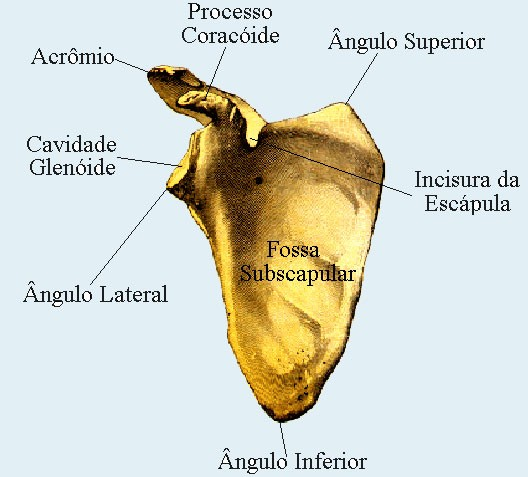 Processo
Coracóide
Ângulo Superior
Acrômio
Cavidade
Glenóide
Incisura da
Escápula
Fossa
Subscapular
Ângulo Lateral
Ângulo Inferior